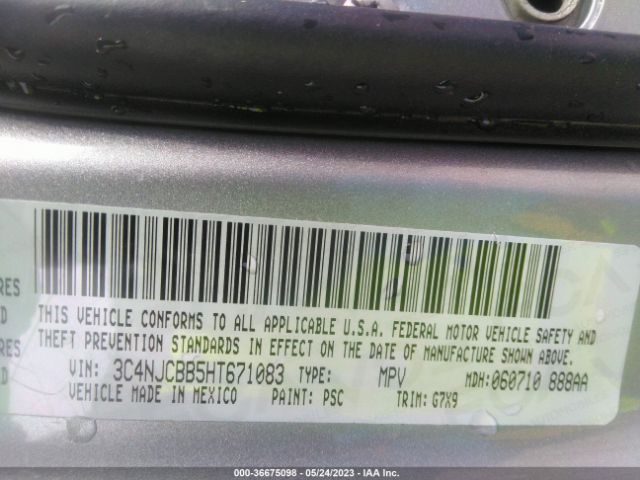 RES
D
RES
D
THIS VEHICLE CONFORMS TO ALL APPLICABLE U.S.A. FEDERAL MOTOR VEHICLE SAFETY AND
THEFT PREVENTION STANDARDS IN EFFECT ON THE DATE OF MANUFACTURE SHOWN ABOVE.
VIN: 3C4NJCBB5HT671083 TYPE: MPV MDH:060710 888AA
VEHICLE MADE IN MEXICO PAINT: PSC TRIM: G7X9
000-36675098 - 05/24/2023 - IAA Inc.